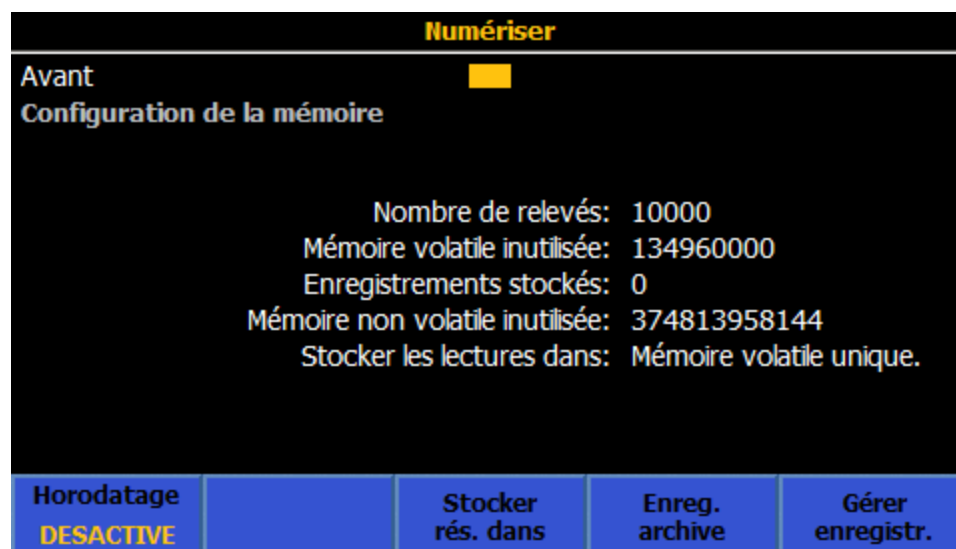 Numériser
Avant
Configuration de la mémoire
Nombre de relevés: 10000
Mémoire volatile inutilisée: 134960000
Enregistrements stockés: 0
Mémoire non volatile inutilisée: 374813958144
Stocker les lectures dans: Mémoire volatile unique.
Horodatage
DESACTIVE
Stocker
rés. dans
Enreg.
archive
Gérer
enregistr.